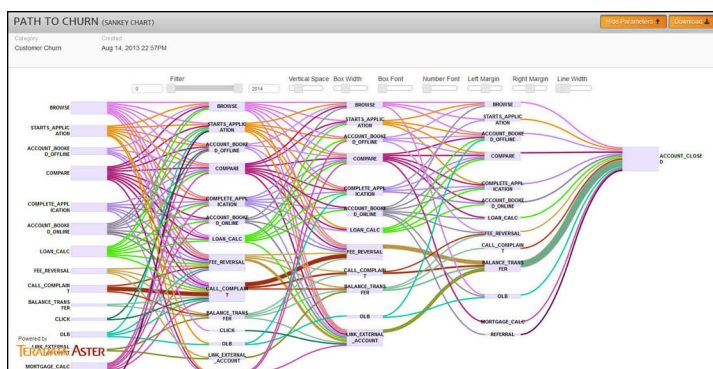 PATH TO CHURN (SANKEY CHART)
Hide Parameters
Download
Category
Created
Customer Churn
Aug 14, 2013 22:57PM
Filter
Vertical Space
Box Width
Box Font
Number Font
Left Margin
Right Margin
Line Width
0
2014
BROWSE
STARTS_APPLIC
ATION
ACCOUNT_BOOKE
D_OFFLINE
COMPARE
COMPLETE_APPL
ICATION
ACCOUNT_BOOKE
D_ONLINE
LOAN_CALC
FEE_REVERSAL
CALL_COMPLAIN
T
BALANCE_TRANS
FER
CLICK
OLB
LINK_EXTERNAL
MORTGAGE_CALC
Powered by
TERADATA ASTER
BROWSE
STARTS_APPLIC
ATION
ACCOUNT_BOOKE
D_OFFLINE
COMPARE
COMPLETE_APPL
ICATION
ACCOUNT_BOOKE
D_ONLINE
LOAN_CALC
FEE_REVERSAL
CALL_COMPLAIN
T
BALANCE_TRANS
FER
CLICK
OLB
LINK_EXTERNAL
_ACCOUNT
BROWSE
STARTS_APPLIC
ATION
ACCOUNT_BOOKE
D_OFFLINE
COMPARE
COMPLETE_APPL
ICATION
ACCOUNT_BOOKE
D_ONLINE
LOAN_CALC
FEE_REVERSAL
CALL_COMPLAIN
T
BALANCE_TRANS
FER
OLB
LINK_EXTERNAL
_ACCOUNT
BROWSE
STARTS_APPLIC
ATION
ACCOUNT_BOOKE
D_OFFLINE
COMPARE
COMPLETE_APPL
ICATION
ACCOUNT_BOOKE
D_ONLINE
LOAN_CALC
FEE_REVERSAL
CALL_COMPLAIN
T
BALANCE_TRANS
FER
OLB
MORTGAGE_CALC
REFERRAL
ACCOUNT_CLOSE
D